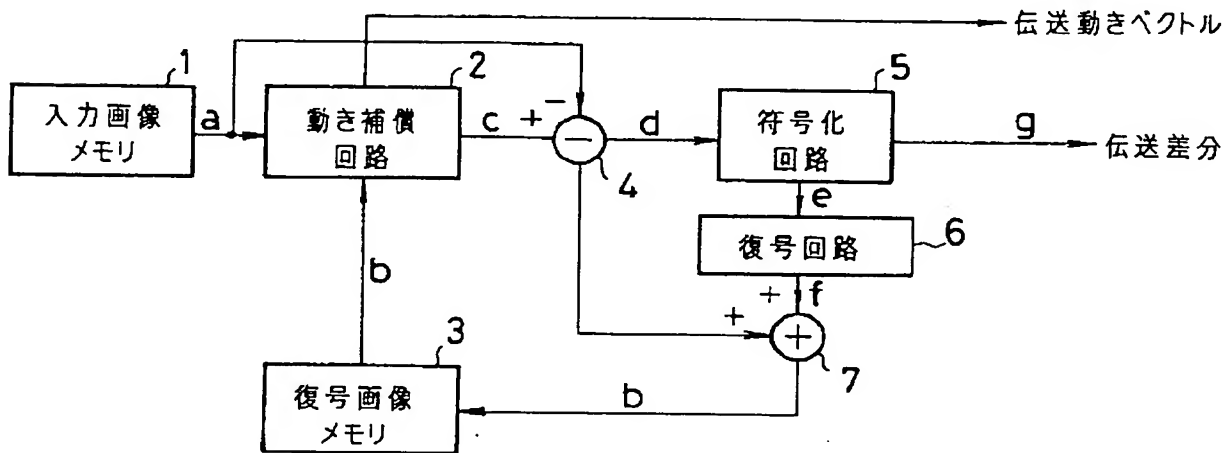 伝送動きベクトル
1
入力画像
メモリ
a
2
動き補償
回路
c
+
-
-
4
d
5
符号化
回路
g
伝送差分
e
復号回路
6
b
+
f
+
+
7
3
復号画像
メモリ
b